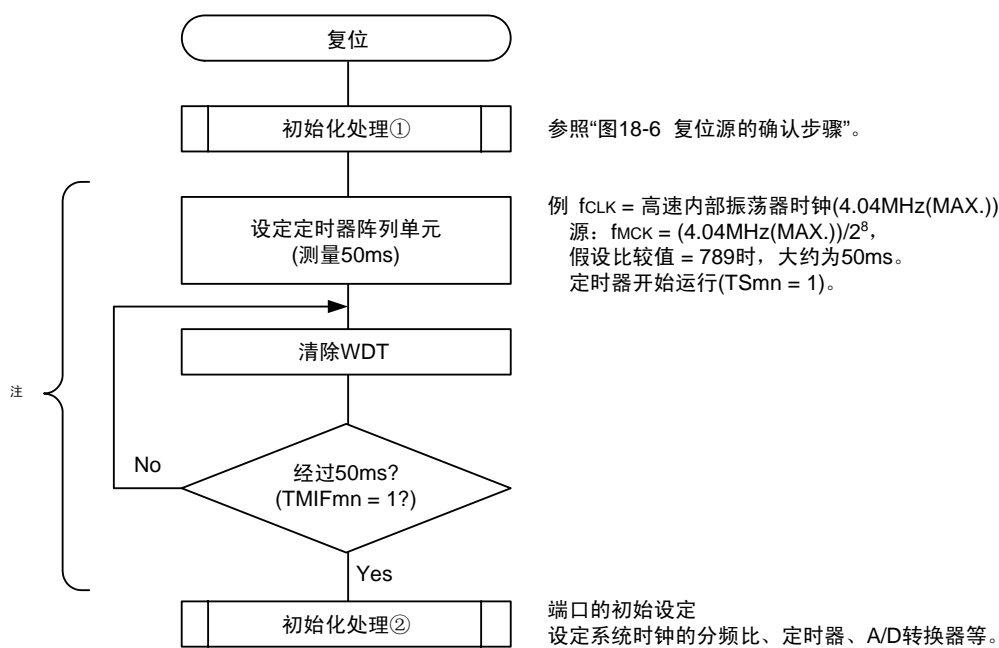 复位
初始化处理①
参照“图18-6 复位源的确认步骤”。
设定定时器阵列单元
(测量50ms)
例 fCLK = 高速内部振荡器时钟(4.04MHz(MAX.))
源：fMCK = (4.04MHz(MAX.))/2⁸，
假设比较值 = 789时，大约为50ms。
定时器开始运行(TSmn = 1)。
清除WDT
注
No
经过50ms?
(TMIFmn = 1?)
Yes
初始化处理②
端口的初始设定
设定系统时钟的分频比、定时器、A/D转换器等。